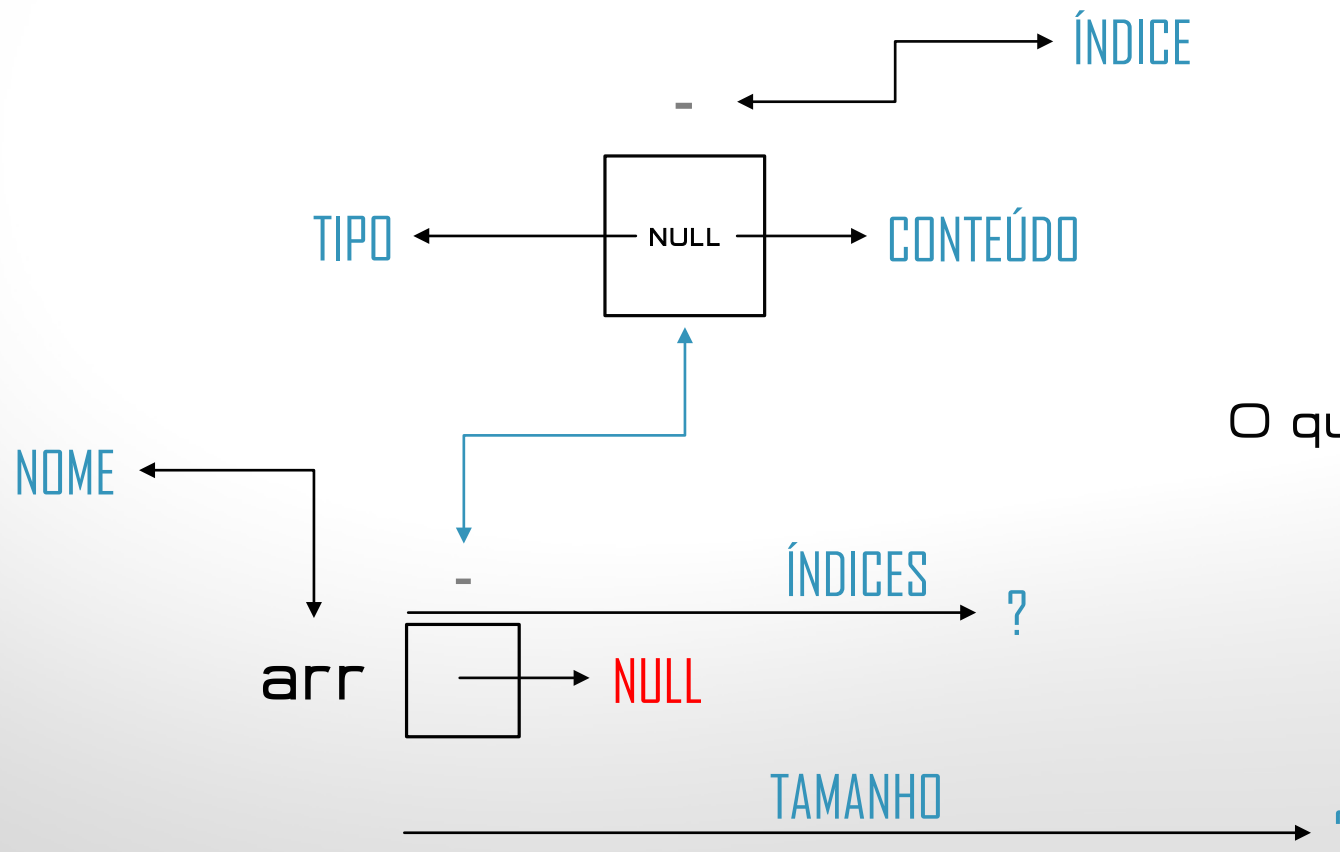 ÍNDICE
-
TIPO
NULL
CONTEÚDO
O qu
NOME
-
ÍNDICES
?
arr
NULL
TAMANHO